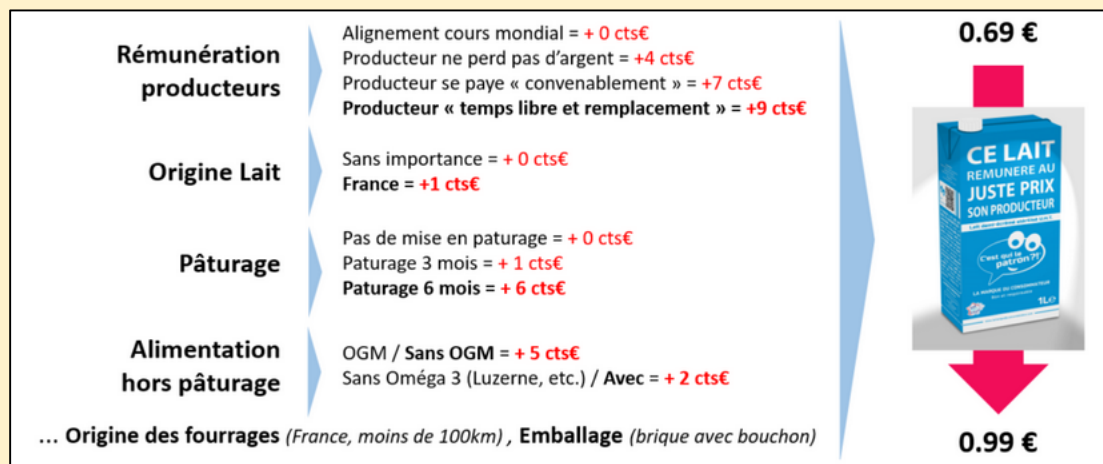 Rémunération
producteurs
Alignement cours mondial = + 0 cts€
Producteur ne perd pas d'argent = +4 cts€
Producteur se paye « convenablement » = +7 cts€
Producteur « temps libre et remplacement » = +9 cts€
Origine Lait
Sans importance = + 0 cts€
France = +1 cts€
Pâturage
Pas de mise en paturage = + 0 cts€
Paturage 3 mois = + 1 cts€
Paturage 6 mois = + 6 cts€
Alimentation
hors pâturage
OGM / Sans OGM = + 5 cts€
Sans Oméga 3 (Luzerne, etc.) / Avec = + 2 cts€
... Origine des fourrages (France, moins de 100km) , Emballage (brique avec bouchon)
0.69 €
CE LAIT
RÉMUNÈRE AU
JUSTE PRIX
SON PRODUCTEUR
C'est qui le
patron?!
LA MARQUE DU CONSOMMATEUR
1L℮
0.99 €